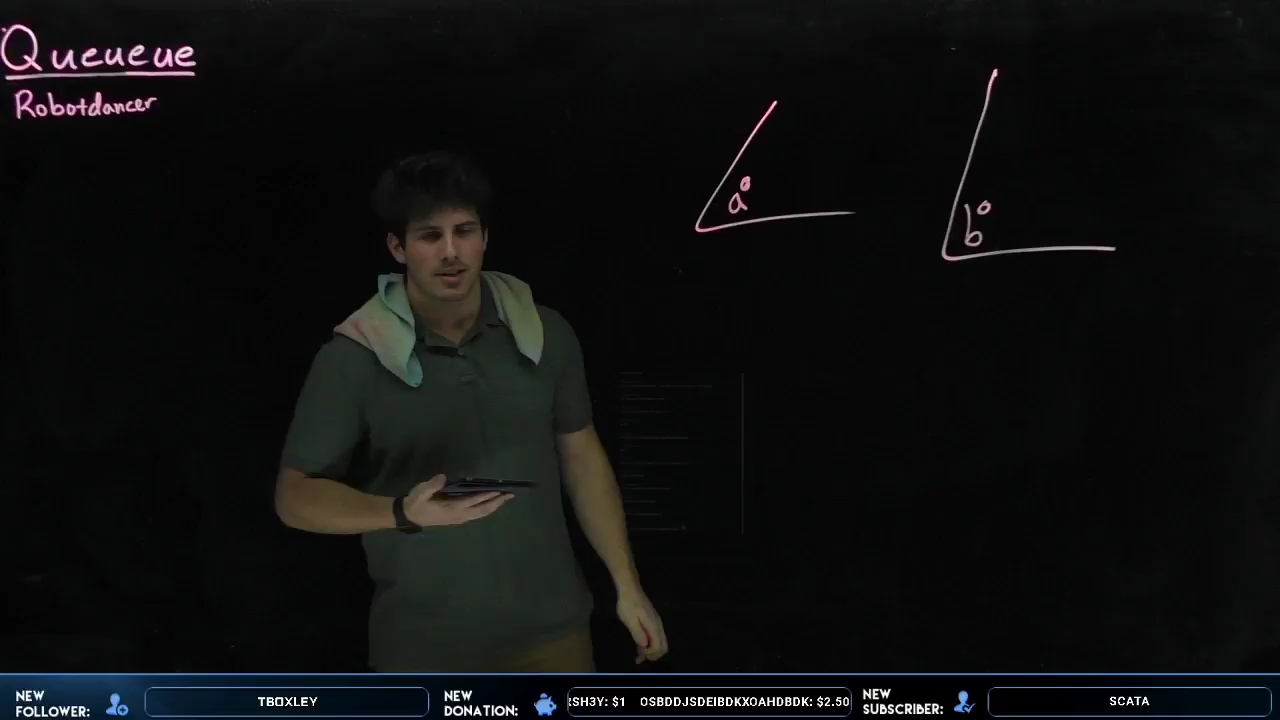 Queueue
Robotdancer
a°
b°
NEW FOLLOWER:
TBOXLEY
NEW DONATION:
:SH3Y: $1 OSBDDJSDEIBDKXOAHDBDK: $2.50
NEW SUBSCRIBER:
SCATA